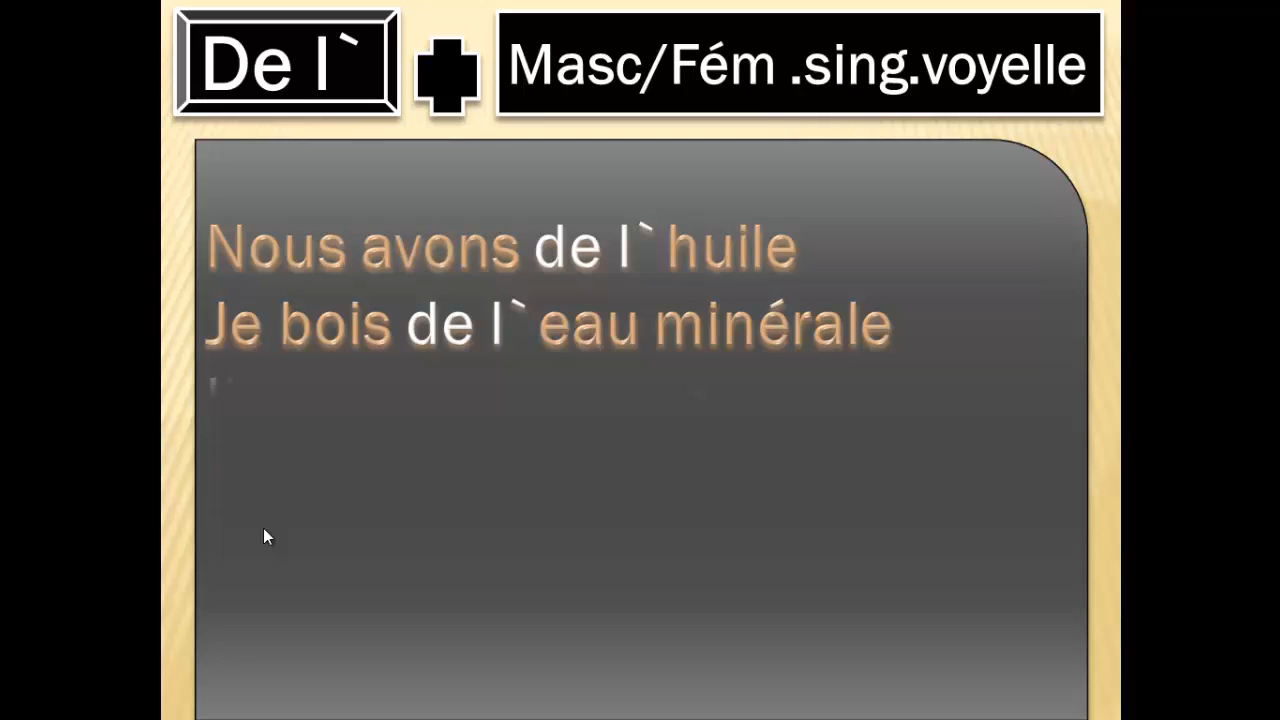 De l`
Masc/Fém .sing.voyelle
Nous avons de l`huile
Je bois de l`eau minérale